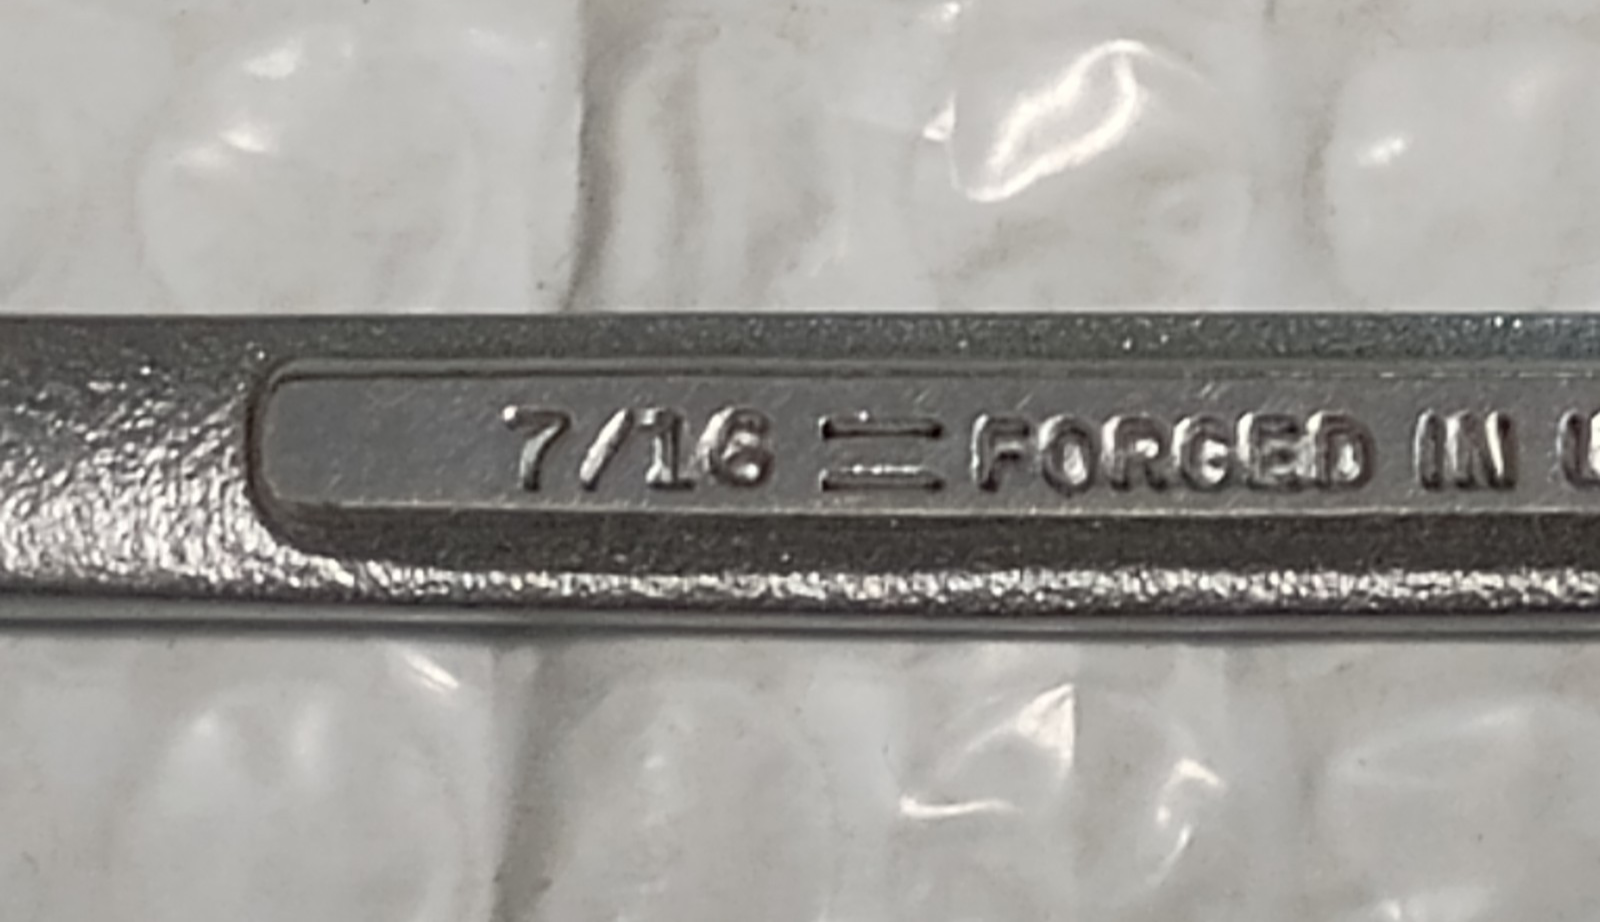 7/16 = FORGED IN